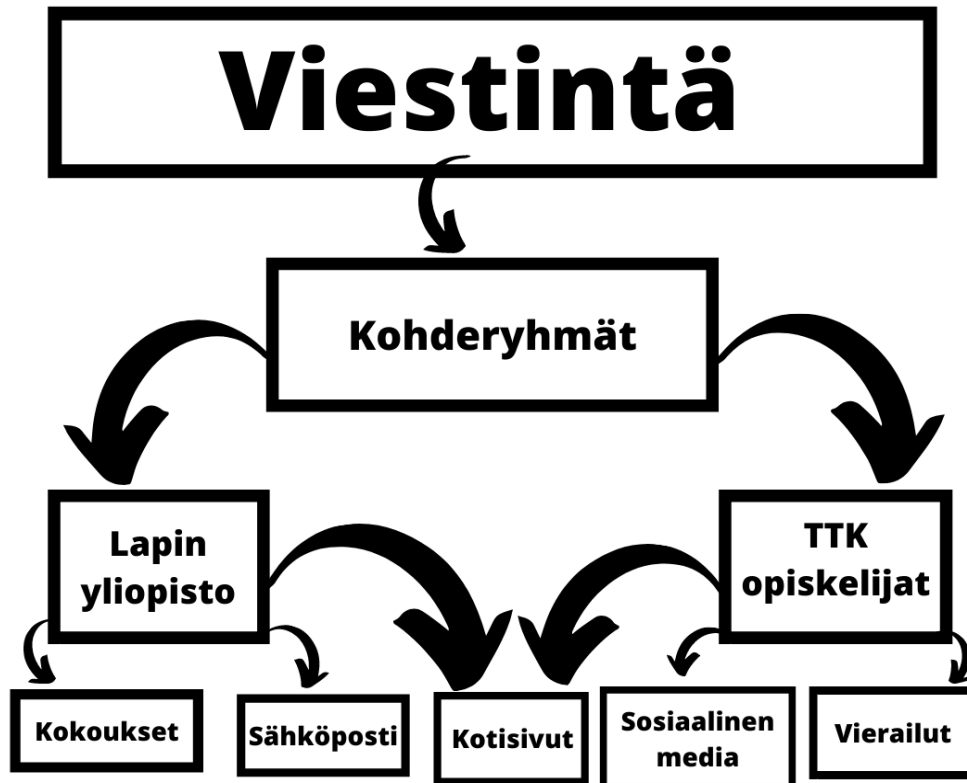 Viestintä
Kohderyhmät
Lapin
yliopisto
TTK
opiskelijat
Kokoukset
Sähköposti
Kotisivut
Sosiaalinen
media
Vierailut